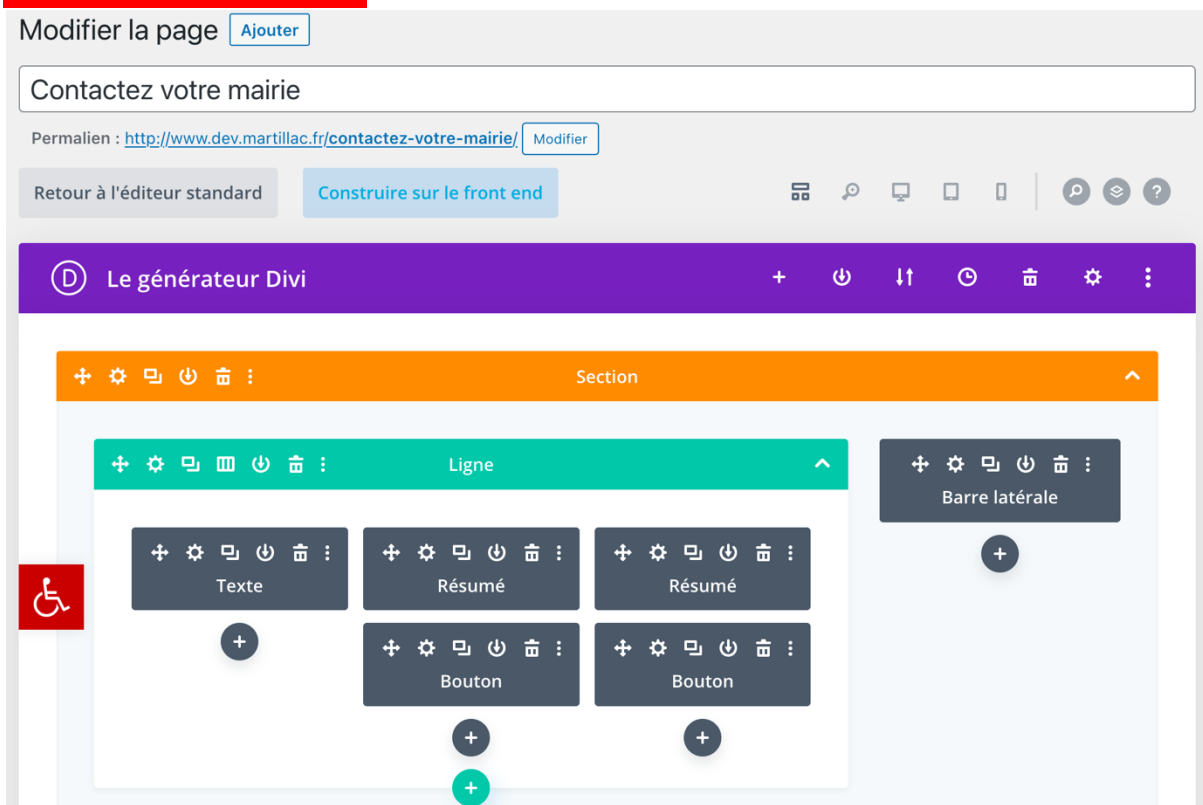 Modifier la page Ajouter
Contactez votre mairie
Permalien : http://www.dev.martillac.fr/contactez-votre-mairie/ Modifier
Retour à l'éditeur standard Construire sur le front end
D Le générateur Divi
Section
Ligne
Barre latérale
Texte Résumé Résumé
Bouton Bouton